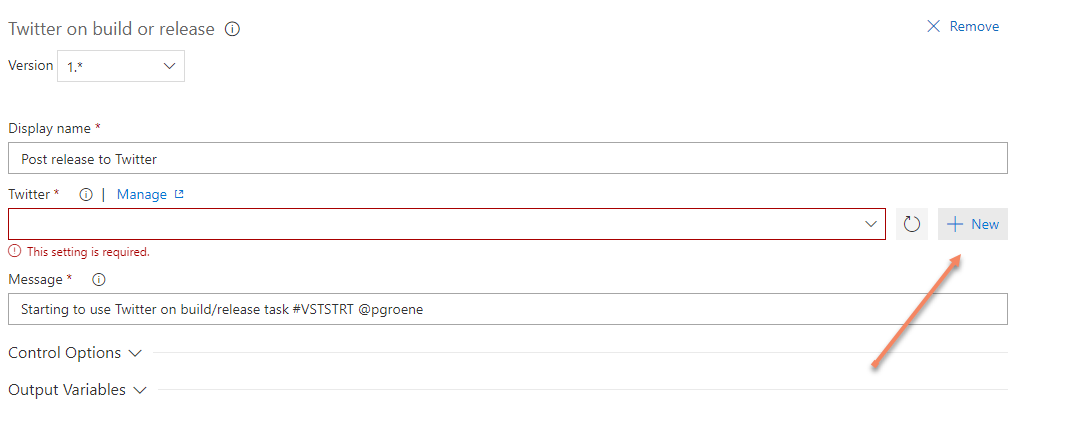 Twitter on build or release
Remove
Version 1.*
Display name *
Post release to Twitter
Twitter * | Manage
New
This setting is required.
Message *
Starting to use Twitter on build/release task #VSTSTRT @pgroene
Control Options
Output Variables